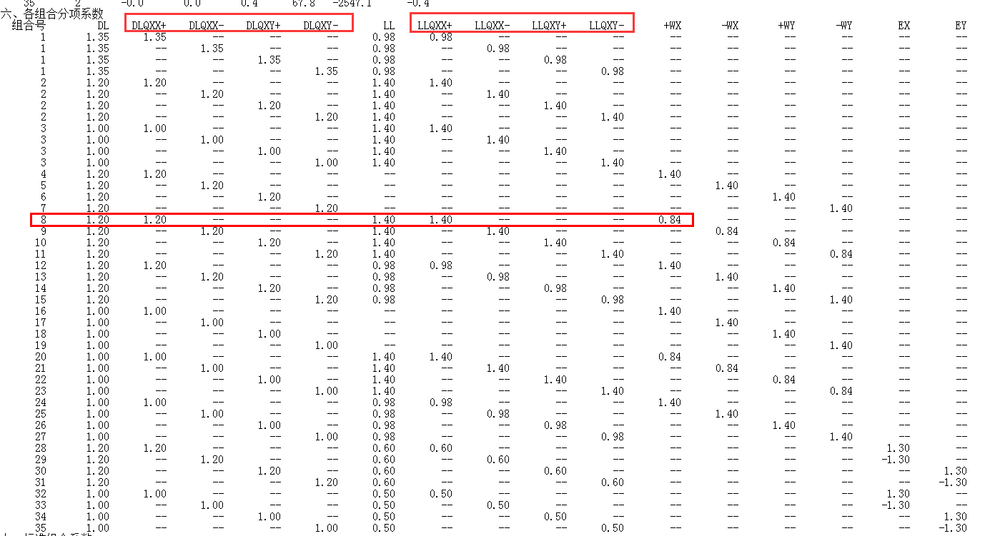 35 2 -0.0 0.0 0.4 67.8 -2547.1 -0.4
六、各组合分项系数
组合号 DL DLQXX+ DLQXX- DLQXY+ DLQXY- LL LLQXX+ LLQXX- LLQXY+ LLQXY- +WX -WX +WY -WY EX EY
1 1.35 1.35 -- -- -- 0.98 0.98 -- -- -- -- -- -- -- -- --
1 1.35 -- 1.35 -- -- 0.98 -- 0.98 -- -- -- -- -- -- -- --
1 1.35 -- -- 1.35 -- 0.98 -- -- 0.98 -- -- -- -- -- -- --
1 1.35 -- -- -- 1.35 0.98 -- -- -- 0.98 -- -- -- -- -- --
2 1.20 1.20 -- -- -- 1.40 1.40 -- -- -- -- -- -- -- -- --
2 1.20 -- 1.20 -- -- 1.40 -- 1.40 -- -- -- -- -- -- -- --
2 1.20 -- -- 1.20 -- 1.40 -- -- 1.40 -- -- -- -- -- -- --
2 1.20 -- -- -- 1.20 1.40 -- -- -- 1.40 -- -- -- -- -- --
3 1.00 1.00 -- -- -- 1.40 1.40 -- -- -- -- -- -- -- -- --
3 1.00 -- 1.00 -- -- 1.40 -- 1.40 -- -- -- -- -- -- -- --
3 1.00 -- -- 1.00 -- 1.40 -- -- 1.40 -- -- -- -- -- -- --
3 1.00 -- -- -- 1.00 1.40 -- -- -- 1.40 -- -- -- -- -- --
4 1.20 1.20 -- -- -- -- -- -- -- -- 1.40 -- -- -- -- --
5 1.20 -- 1.20 -- -- -- -- -- -- -- -- 1.40 -- -- -- --
6 1.20 -- -- 1.20 -- -- -- -- -- -- -- -- 1.40 -- -- --
7 1.20 -- -- -- 1.20 -- -- -- -- -- -- -- -- 1.40 -- --
8 1.20 1.20 -- -- -- 1.40 1.40 -- -- -- 0.84 -- -- -- -- --
9 1.20 -- 1.20 -- -- 1.40 -- 1.40 -- -- -- 0.84 -- -- -- --
10 1.20 -- -- 1.20 -- 1.40 -- -- 1.40 -- -- -- 0.84 -- -- --
11 1.20 -- -- -- 1.20 1.40 -- -- -- 1.40 -- -- -- 0.84 -- --
12 1.20 1.20 -- -- -- 0.98 0.98 -- -- -- 1.40 -- -- -- -- --
13 1.20 -- 1.20 -- -- 0.98 -- 0.98 -- -- -- 1.40 -- -- -- --
14 1.20 -- -- 1.20 -- 0.98 -- -- 0.98 -- -- -- 1.40 -- -- --
15 1.20 -- -- -- 1.20 0.98 -- -- -- 0.98 -- -- -- 1.40 -- --
16 1.00 1.00 -- -- -- -- -- -- -- -- 1.40 -- -- -- -- --
17 1.00 -- 1.00 -- -- -- -- -- -- -- -- 1.40 -- -- -- --
18 1.00 -- -- 1.00 -- -- -- -- -- -- -- -- 1.40 -- -- --
19 1.00 -- -- -- 1.00 -- -- -- -- -- -- -- -- 1.40 -- --
20 1.00 1.00 -- -- -- 1.40 1.40 -- -- -- 0.84 -- -- -- -- --
21 1.00 -- 1.00 -- -- 1.40 -- 1.40 -- -- -- 0.84 -- -- -- --
22 1.00 -- -- 1.00 -- 1.40 -- -- 1.40 -- -- -- 0.84 -- -- --
23 1.00 -- -- -- 1.00 1.40 -- -- -- 1.40 -- -- -- 0.84 -- --
24 1.00 1.00 -- -- -- 0.98 0.98 -- -- -- 1.40 -- -- -- -- --
25 1.00 -- 1.00 -- -- 0.98 -- 0.98 -- -- -- 1.40 -- -- -- --
26 1.00 -- -- 1.00 -- 0.98 -- -- 0.98 -- -- -- 1.40 -- -- --
27 1.00 -- -- -- 1.00 0.98 -- -- -- 0.98 -- -- -- 1.40 -- --
28 1.20 1.20 -- -- -- 0.60 0.60 -- -- -- -- -- -- -- 1.30 --
29 1.20 -- 1.20 -- -- 0.60 -- 0.60 -- -- -- -- -- -- -1.30 --
30 1.20 -- -- 1.20 -- 0.60 -- -- 0.60 -- -- -- -- -- -- 1.30
31 1.20 -- -- -- 1.20 0.60 -- -- -- 0.60 -- -- -- -- -- -1.30
32 1.00 1.00 -- -- -- 0.50 0.50 -- -- -- -- -- -- -- 1.30 --
33 1.00 -- 1.00 -- -- 0.50 -- 0.50 -- -- -- -- -- -- -1.30 --
34 1.00 -- -- 1.00 -- 0.50 -- -- 0.50 -- -- -- -- -- -- 1.30
35 1.00 -- -- -- 1.00 0.50 -- -- -- 0.50 -- -- -- -- -- -1.30